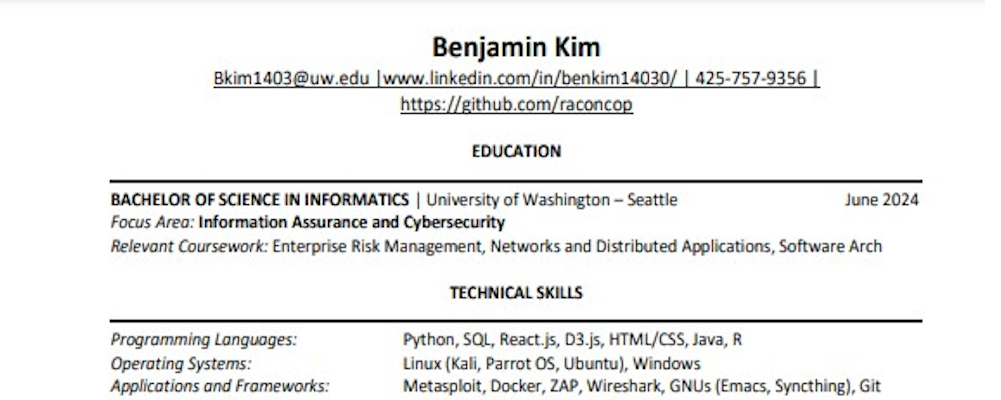 Benjamin Kim
Bkim1403@uw.edu |www.linkedin.com/in/benkim14030/ | 425-757-9356 |
https://github.com/raconcop
EDUCATION
BACHELOR OF SCIENCE IN INFORMATICS | University of Washington – Seattle June 2024
Focus Area: Information Assurance and Cybersecurity
Relevant Coursework: Enterprise Risk Management, Networks and Distributed Applications, Software Arch
TECHNICAL SKILLS
Programming Languages: Python, SQL, React.js, D3.js, HTML/CSS, Java, R
Operating Systems: Linux (Kali, Parrot OS, Ubuntu), Windows
Applications and Frameworks: Metasploit, Docker, ZAP, Wireshark, GNUs (Emacs, Syncthing), Git